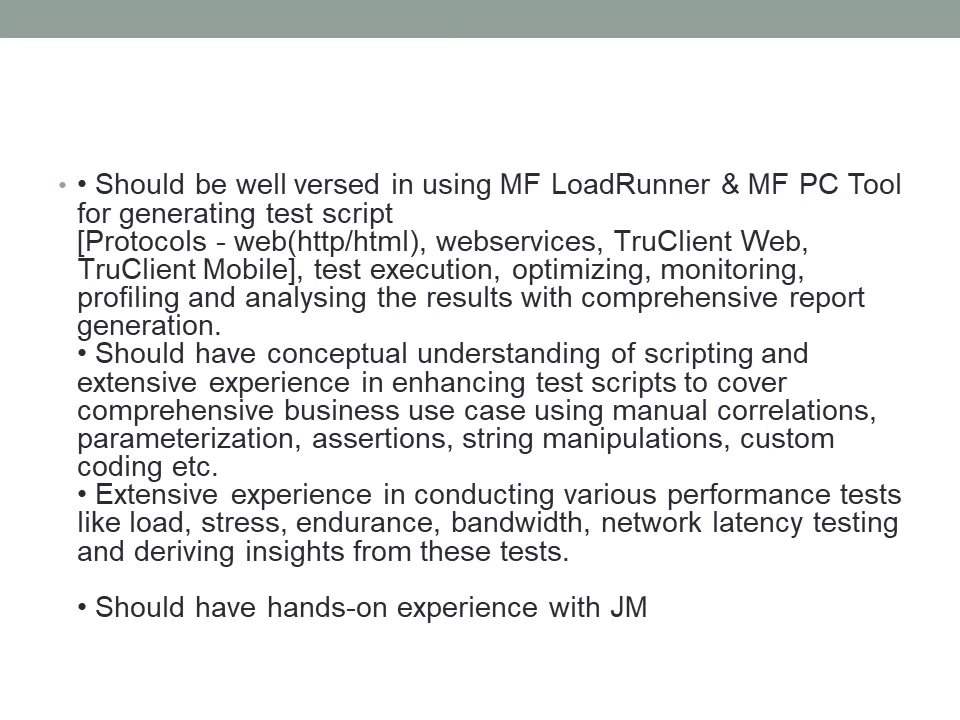 • • Should be well versed in using MF LoadRunner & MF PC Tool
for generating test script
[Protocols - web(http/html), webservices, TruClient Web,
TruClient Mobile], test execution, optimizing, monitoring,
profiling and analysing the results with comprehensive report
generation.
• Should have conceptual understanding of scripting and
extensive experience in enhancing test scripts to cover
comprehensive business use case using manual correlations,
parameterization, assertions, string manipulations, custom
coding etc.
• Extensive experience in conducting various performance tests
like load, stress, endurance, bandwidth, network latency testing
and deriving insights from these tests.
• Should have hands-on experience with JM